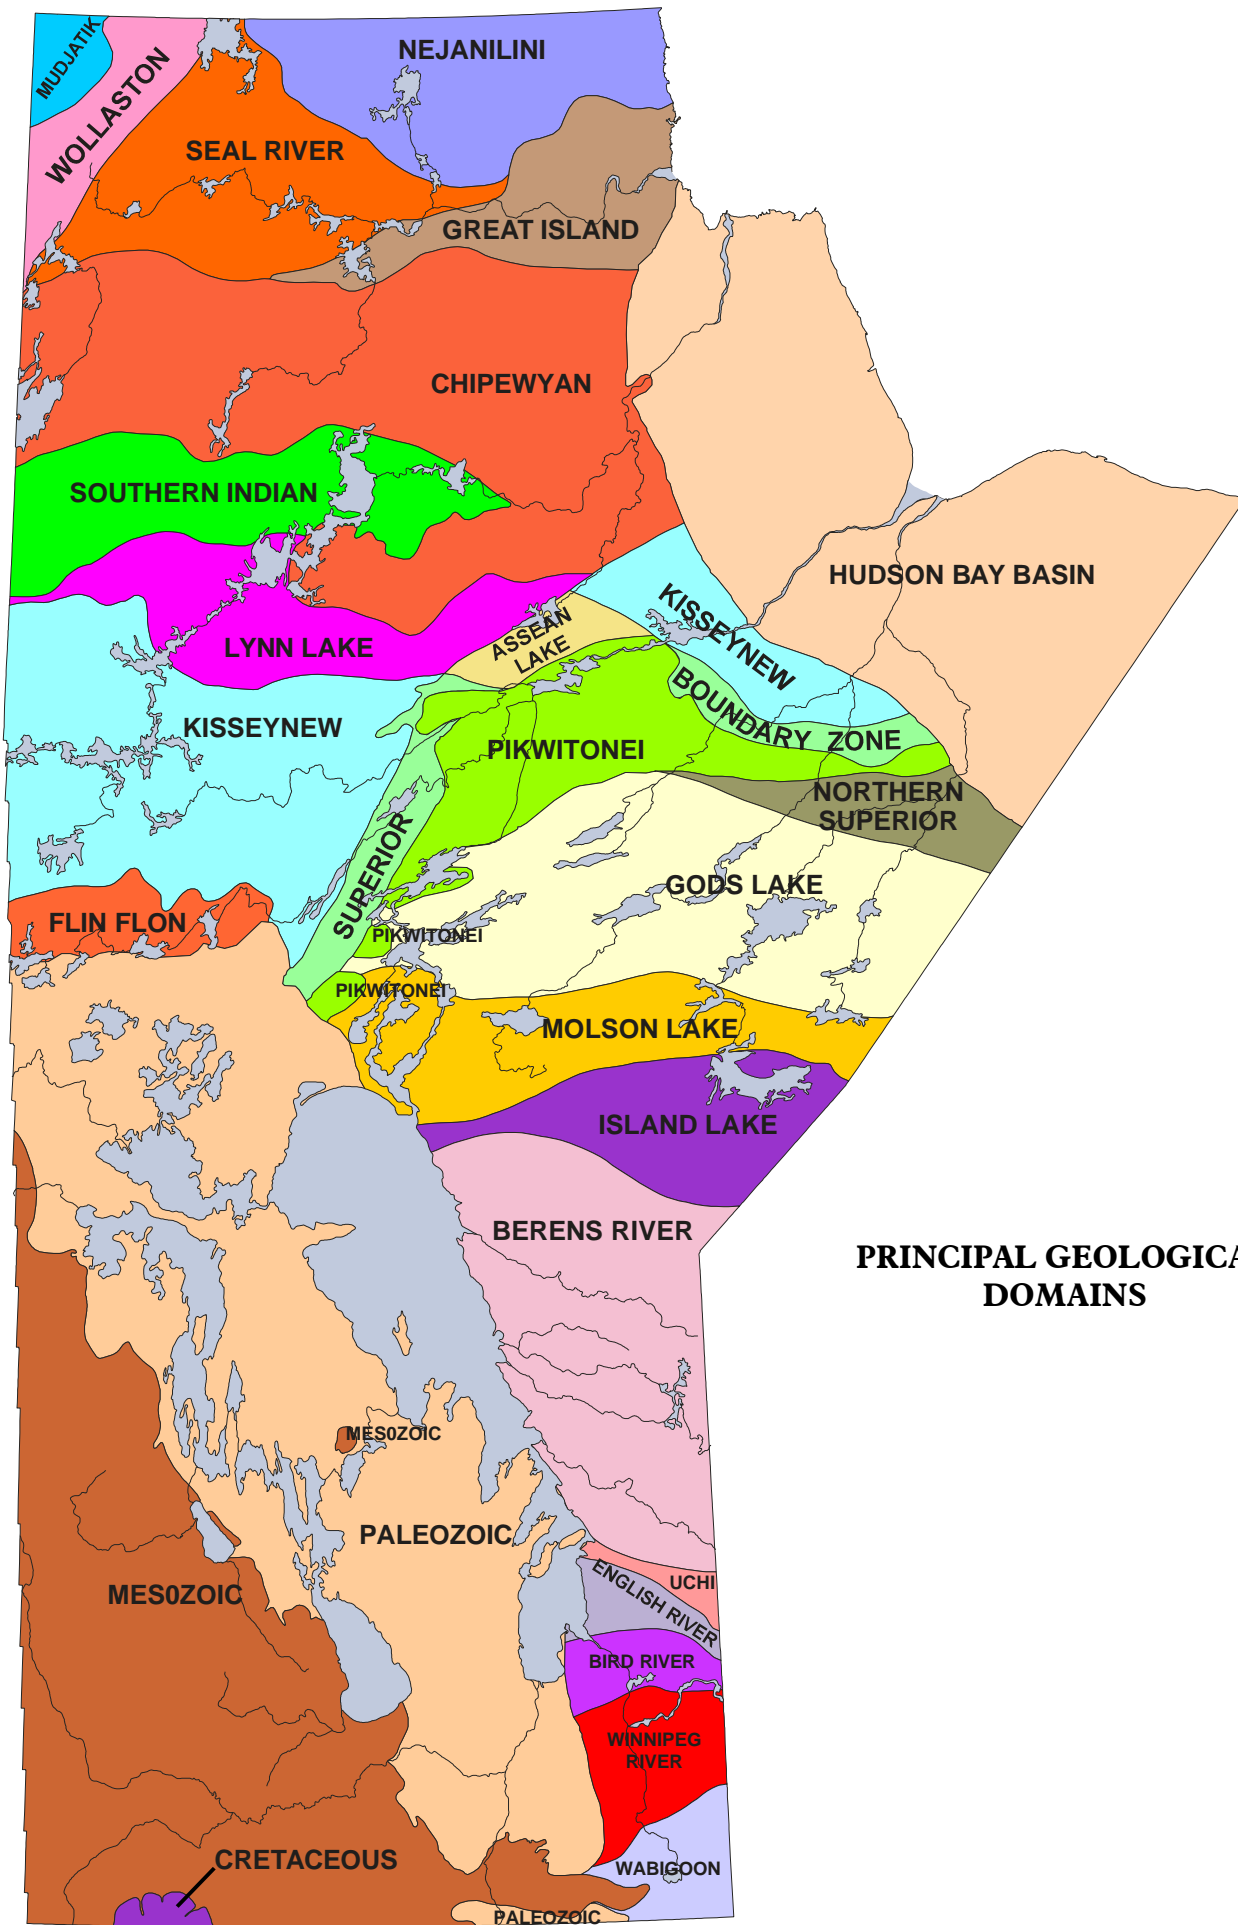 NEJANILINI
MUDJATIK
WOLLASTON
SEAL RIVER
GREAT ISLAND
CHIPEWYAN
SOUTHERN INDIAN
HUDSON BAY BASIN
KISSEYNEW
ASSEAN
LAKE
LYNN LAKE
BOUNDARY ZONE
KISSEYNEW
PIKWITONEI
NORTHERN
SUPERIOR
SUPERIOR
GODS LAKE
FLIN FLON
PIKWITONEI
PIKWITONEI
MOLSON LAKE
ISLAND LAKE
BERENS RIVER
PRINCIPAL GEOLOGICA
DOMAINS
MES0ZOIC
PALEOZOIC
MES0ZOIC
UCHI
ENGLISH RIVER
BIRD RIVER
WINNIPEG
RIVER
CRETACEOUS
WABIGOON
PALEOZOIC